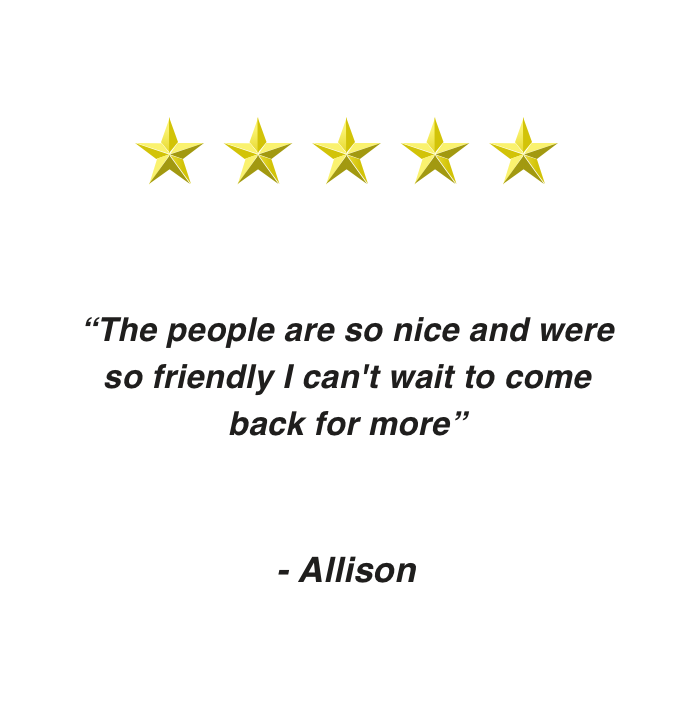 “The people are so nice and were
so friendly I can't wait to come
back for more”
- Allison